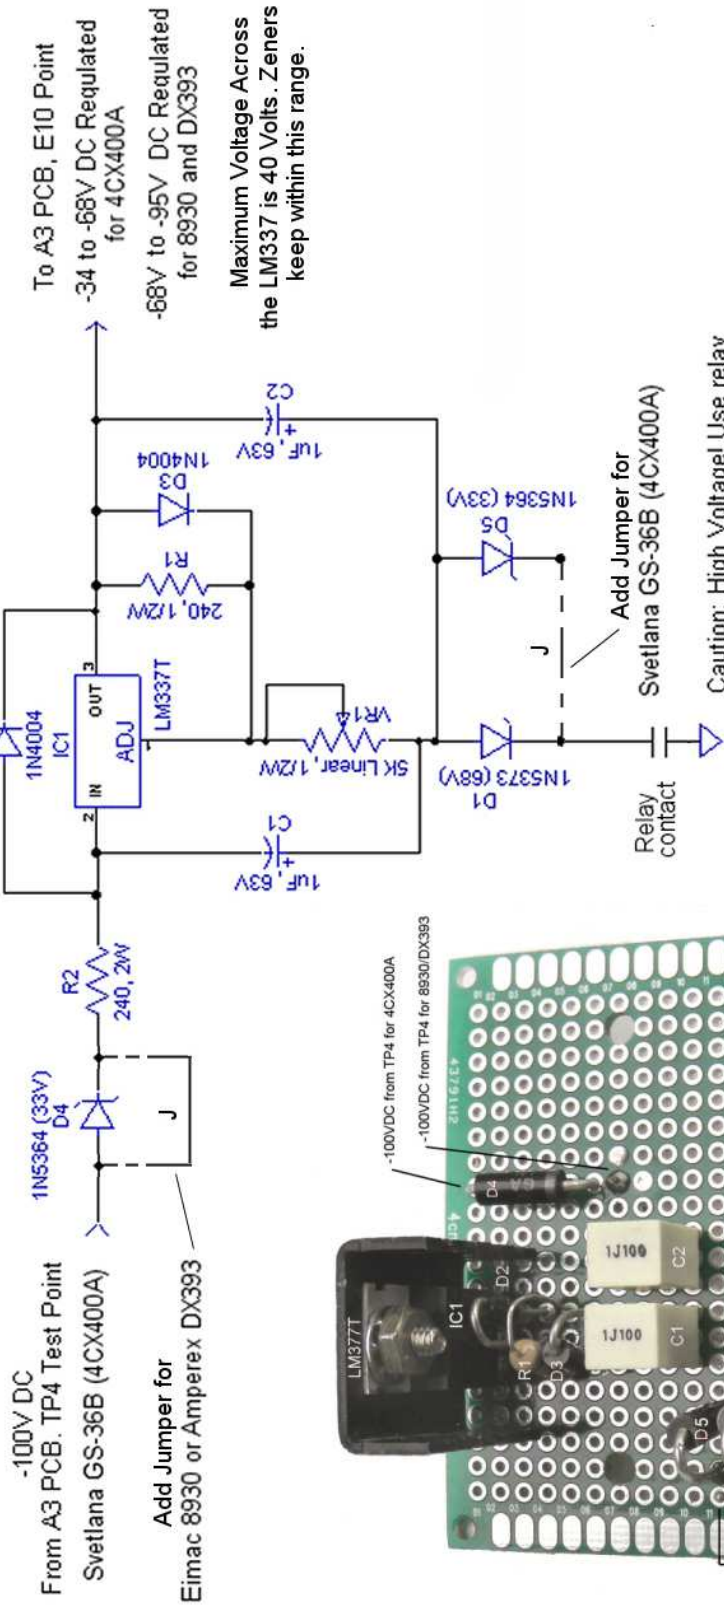 -100V DC
From A3 PCB. TP4 Test Point
Svetlana GS-36B (4CX400A)
Add Jumper for
Eimac 8930 or Amperex DX393
1N5364 (33V)
D4
J
R2
240, 2W
1N4004
IC1
2
IN
OUT
3
ADJ
1
LM337T
C1
1uF, 63V
+
R1
240,1/2W
D3
1N4004
C2
1uF, 63V
+
VR1
5K Linear, 1/2W
D1
1N5373 (68V)
D5
1N5364 (33V)
J
Add Jumper for
Svetlana GS-36B (4CX400A)
Relay
contact
Caution: High Voltage! Use relay
To A3 PCB, E10 Point
-34 to -68V DC Requlated
for 4CX400A
-68V to -95V DC Requlated
for 8930 and DX393
Maximum Voltage Across
the LM337 is 40 Volts. Zeners
keep within this range.
-100VDC from TP4 for 4CX400A
-100VDC from TP4 for 8930/DX393
LM377T
IC1
D2
D4
R1
D3
1J100
C1
1J100
C2
D5
43791H2